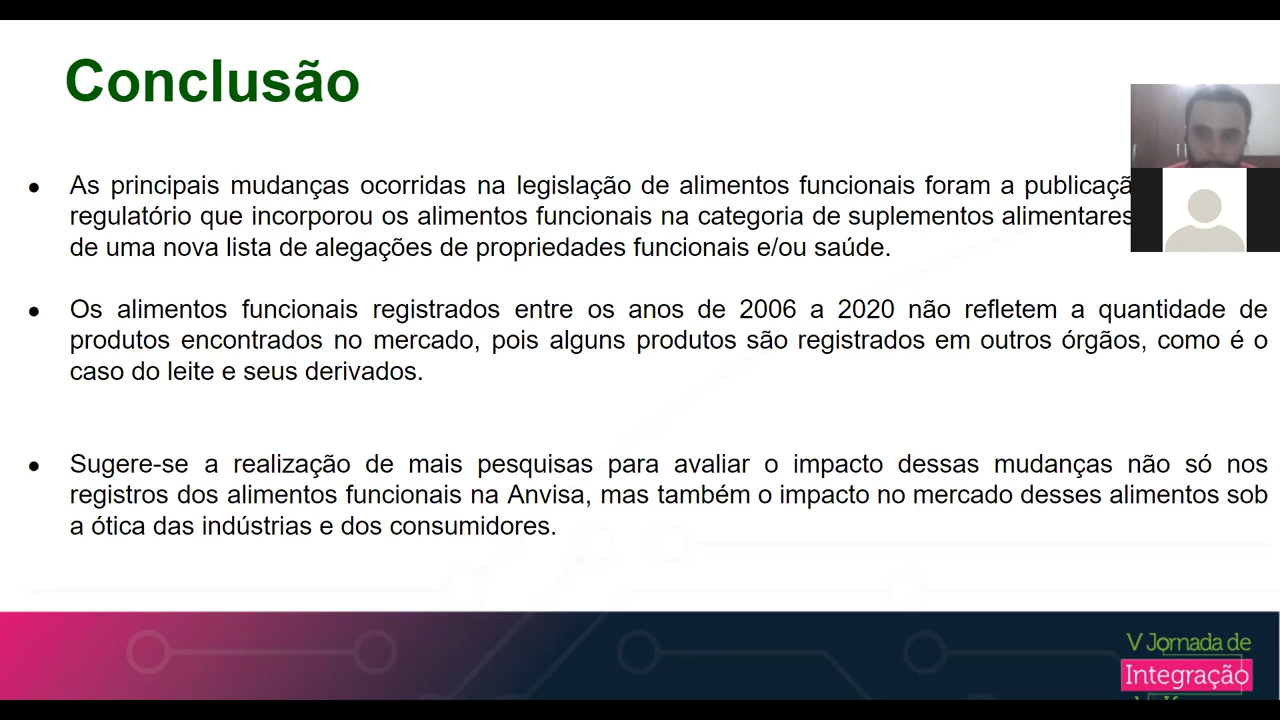 Conclusão
● As principais mudanças ocorridas na legislação de alimentos funcionais foram a
regulatório que incorporou os alimentos funcionais na categoria de suplementos alimentares
de uma nova lista de alegações de propriedades funcionais e/ou saúde.
● Os alimentos funcionais registrados entre os anos de 2006 a 2020 não refletem a quantidade de
produtos encontrados no mercado, pois alguns produtos são registrados em outros órgãos, como é o
caso do leite e seus derivados.
● Sugere-se a realização de mais pesquisas para avaliar o impacto dessas mudanças não só nos
registros dos alimentos funcionais na Anvisa, mas também o impacto no mercado desses alimentos sob
a ótica das indústrias e dos consumidores.
V Jornada de
Integração